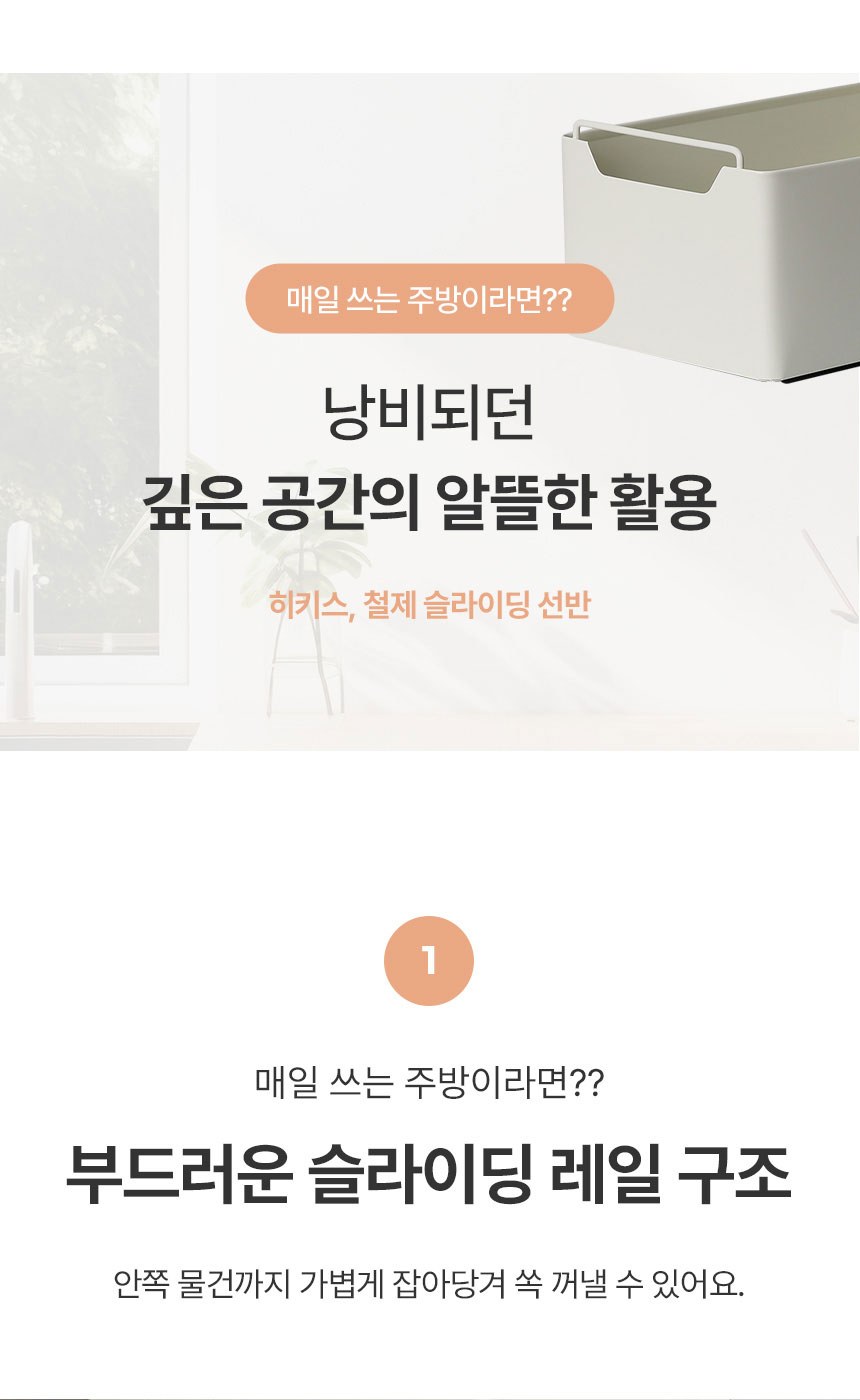 매일 쓰는 주방이라면??
낭비되던
깊은 공간의 알뜰한 활용
히키스, 철제 슬라이딩 선반
1
매일 쓰는 주방이라면??
부드러운 슬라이딩 레일 구조
안쪽 물건까지 가볍게 잡아당겨 쏙 꺼낼 수 있어요.